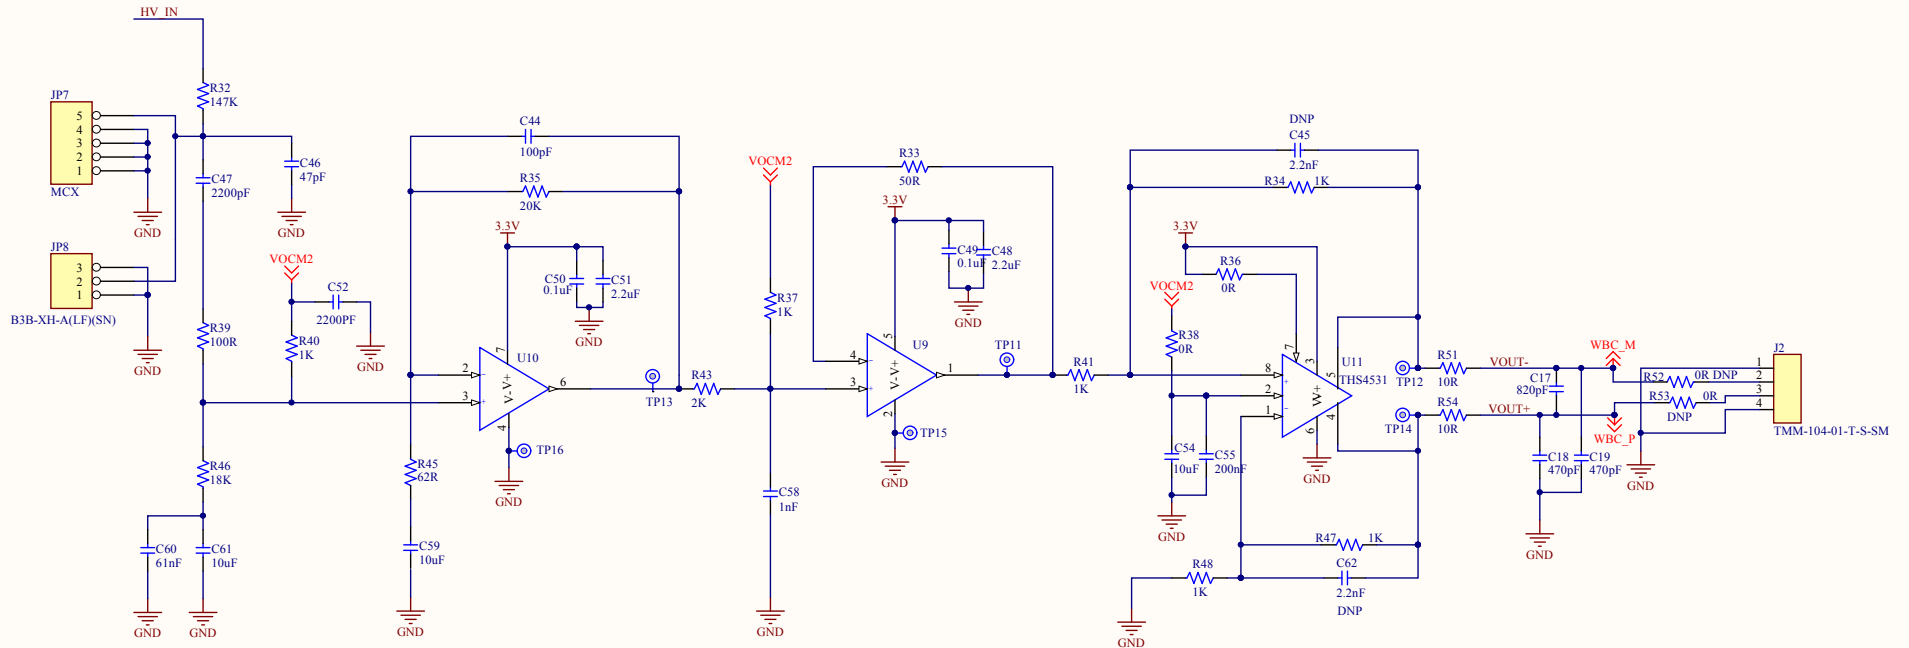 HV_IN
R32
147K
JP7
5
4
3
2
1
MCX
GND
C47
2200pF
C46
47pF
GND
JP8
3
2
1
B3B-XH-A(LF)(SN)
GND
VOCM2
C52
2200PF
GND
R39
100R
R40
1K
R46
18K
C60
61nF
C61
10uF
GND
GND
C44
100pF
R35
20K
3.3V
C50
0.1uF
C51
2.2uF
GND
U10
7
2
3
6
4
V- V+
TP16
GND
TP13
R45
62R
C59
10uF
GND
R43
2K
VOCM2
R37
1K
C58
1nF
GND
R33
50R
3.3V
C49
0.1uF
C48
2.2uF
GND
U9
5
4
3
1
2
V- V+
TP15
GND
TP11
R41
1K
DNP
C45
2.2nF
R34
1K
3.3V
R36
0R
VOCM2
R38
0R
U11
THS4531
7
3
5
8
2
1
6
4
GND
C54
10uF
C55
200nF
GND
R47
1K
R48
1K
C62
2.2nF
DNP
GND
TP12
TP14
R51
10R
R54
10R
VOUT-
VOUT+
C17
820pF
WBC_M
WBC_P
C18
470pF
C19
470pF
GND
R52
0R DNP
R53
0R
DNP
J2
1
2
3
4
TMM-104-01-T-S-SM
GND